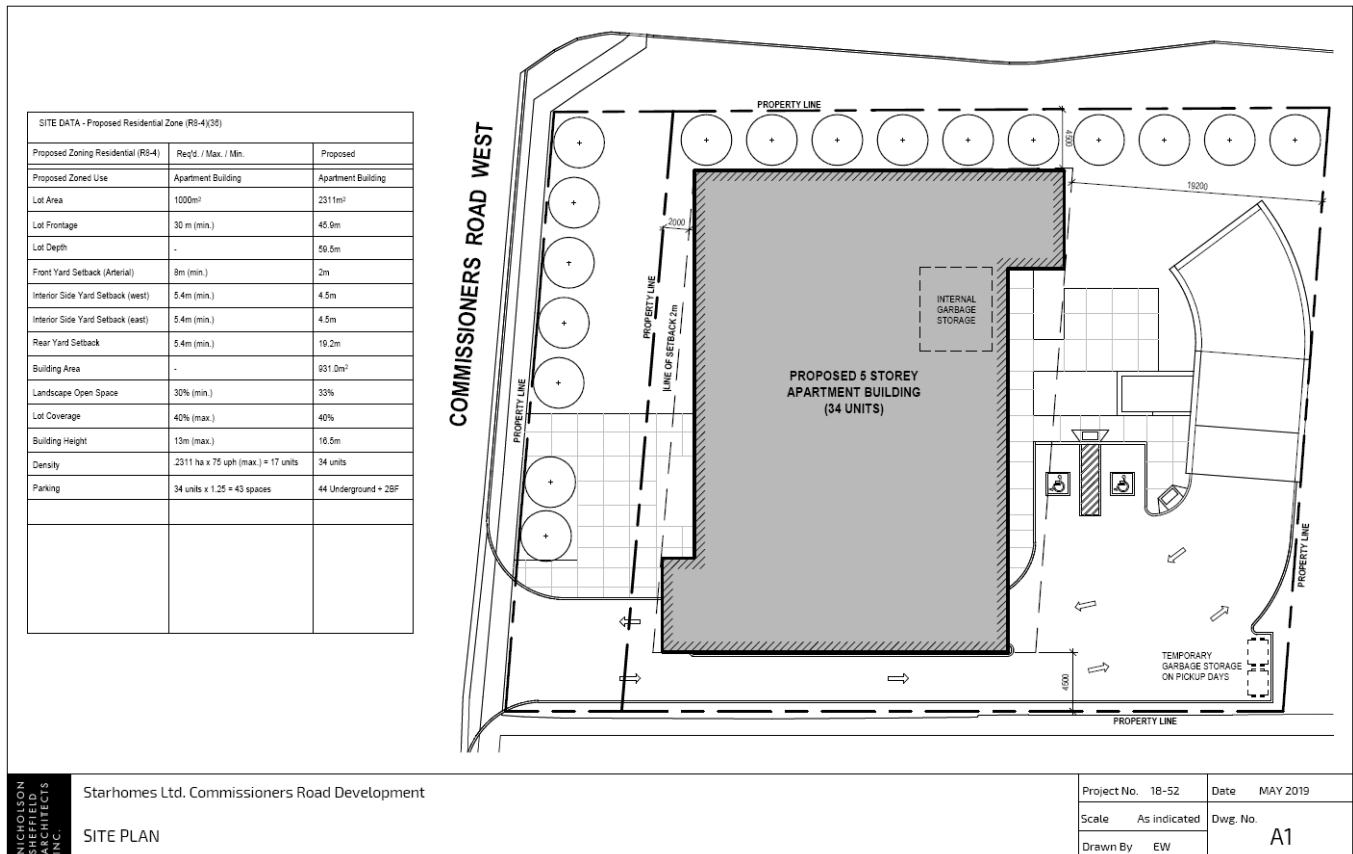 SITE DATA - Proposed Residential Zone (R8-4)(36)
Proposed Zoning Residential (R8-4) Req'd. / Max. / Min. Proposed
Proposed Zoned Use Apartment Building Apartment Building
Lot Area 1000m² 2311m²
Lot Frontage 30 m (min.) 45.9m
Lot Depth - 59.5m
Front Yard Setback (Arterial) 8m (min.) 2m
Interior Side Yard Setback (west) 5.4m (min.) 4.5m
Interior Side Yard Setback (east) 5.4m (min.) 4.5m
Rear Yard Setback 5.4m (min.) 19.2m
Building Area - 931.0m²
Landscape Open Space 30% (min.) 33%
Lot Coverage 40% (max.) 40%
Building Height 13m (max.) 16.5m
Density .2311 ha x 75 uph (max.) = 17 units 34 units
Parking 34 units x 1.25 = 43 spaces 44 Underground + 2BF
COMMISSIONERS ROAD WEST
PROPERTY LINE
PROPERTY LINE
PROPERTY LINE
LINE OF SETBACK 2m
2000
4500
19200
INTERNAL
GARBAGE
STORAGE
PROPOSED 5 STOREY
APARTMENT BUILDING
(34 UNITS)
PROPERTY LINE
TEMPORARY
GARBAGE STORAGE
ON PICKUP DAYS
4500
PROPERTY LINE
NICHOLSON
SHEFFIELD
ARCHITECTS
INC.
Starhomes Ltd. Commissioners Road Development
SITE PLAN
Project No. 18-52
Date MAY 2019
Scale As indicated
Dwg. No.
A1
Drawn By EW